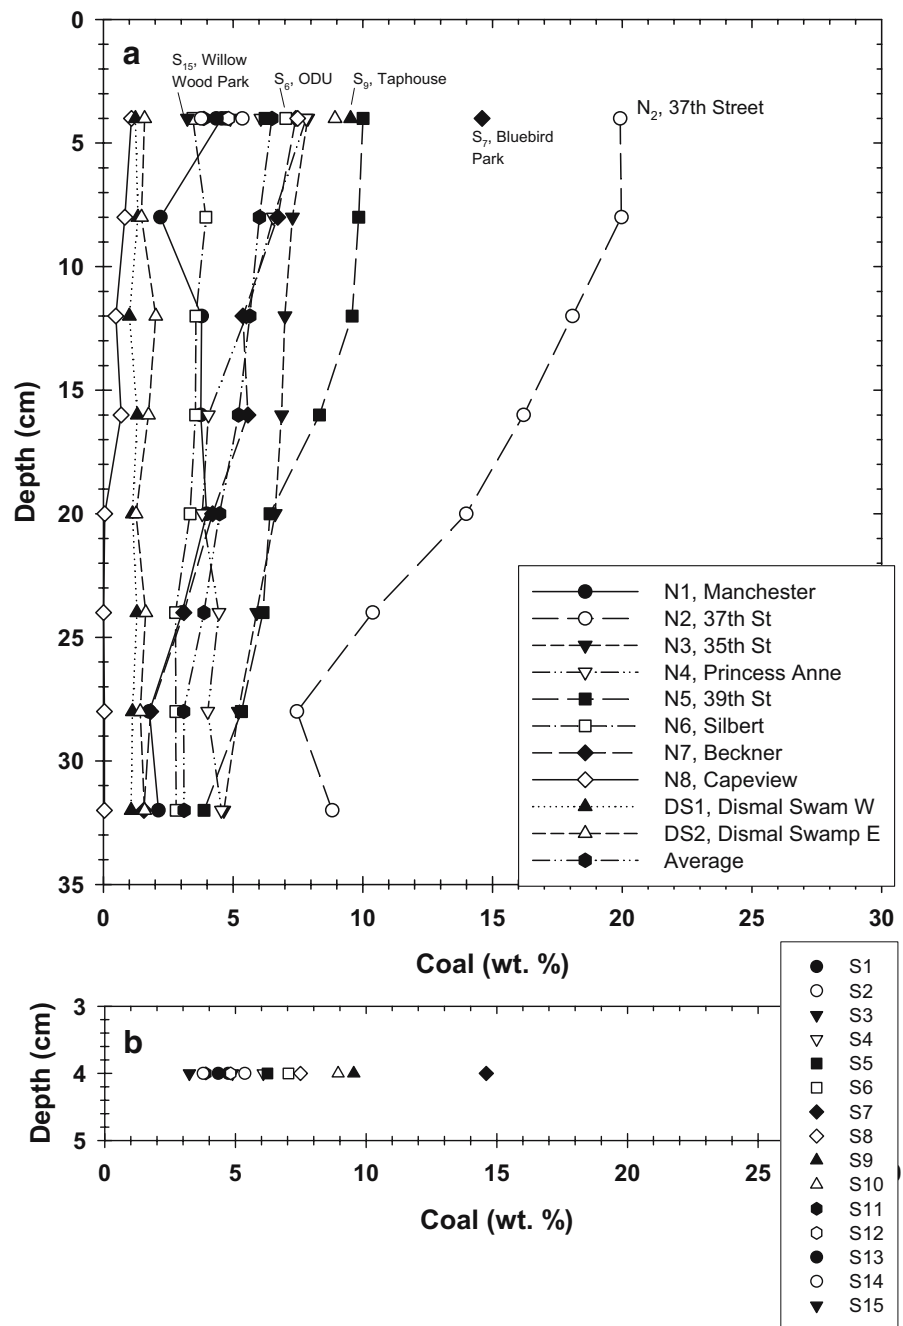 0
a
S15, Willow
Wood Park
S6, ODU
S9, Taphouse
N2, 37th Street
S7, Bluebird
Park
5
10
15
20
25
30
35
Depth (cm)
N1, Manchester
N2, 37th St
N3, 35th St
N4, Princess Anne
N5, 39th St
N6, Silbert
N7, Beckner
N8, Capeview
DS1, Dismal Swam W
DS2, Dismal Swamp E
Average
0 5 10 15 20 25 30
Coal (wt. %)
b
3
4
5
Depth (cm)
0 5 10 15 20 25
Coal (wt. %)
S1
S2
S3
S4
S5
S6
S7
S8
S9
S10
S11
S12
S13
S14
S15